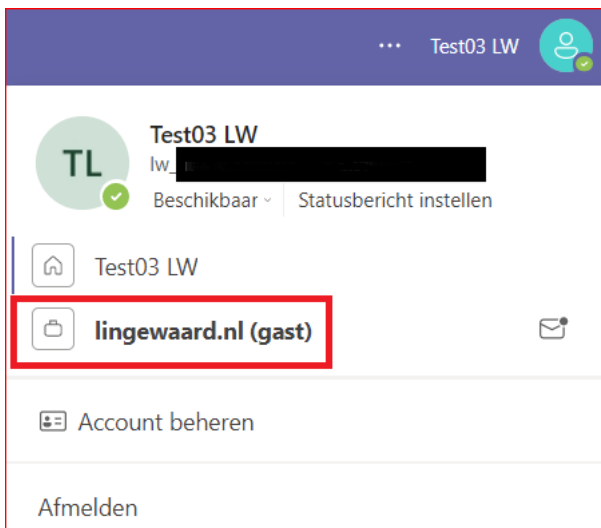 ... Test03 LW
TL
Test03 LW
lw_
Beschikbaar
Statusbericht instellen
Test03 LW
lingewaard.nl (gast)
Account beheren
Afmelden